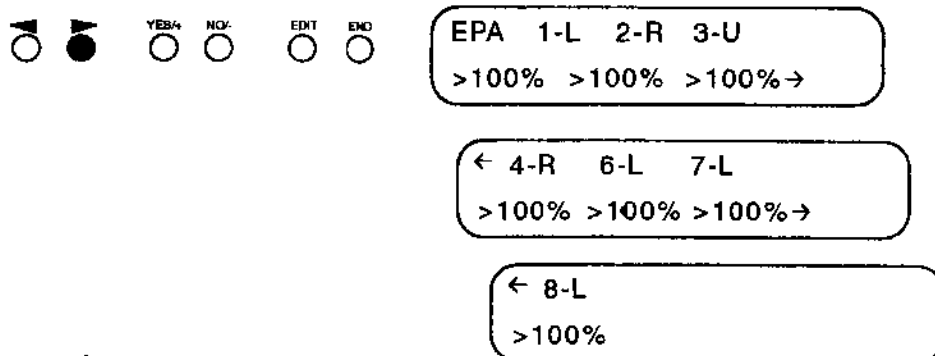 YES/+ NO/- EDIT END
EPA 1-L 2-R 3-U
>100% >100% >100%→
← 4-R 6-L 7-L
>100% >100% >100%→
← 8-L
>100%